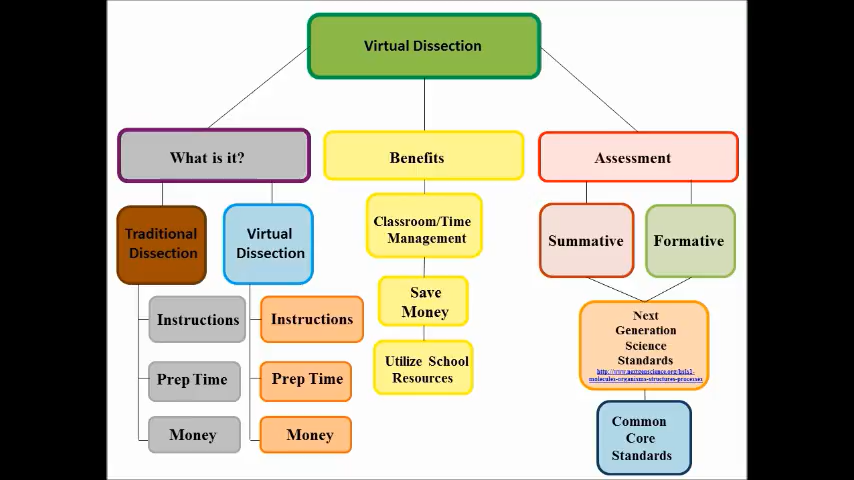 Virtual Dissection
What is it?
Benefits
Assessment
Traditional
Dissection
Virtual
Dissection
Classroom/Time
Management
Summative
Formative
Instructions
Instructions
Save
Money
Next
Generation
Science
Standards
Prep Time
Prep Time
Utilize School
Resources
Money
Money
Common
Core
Standards